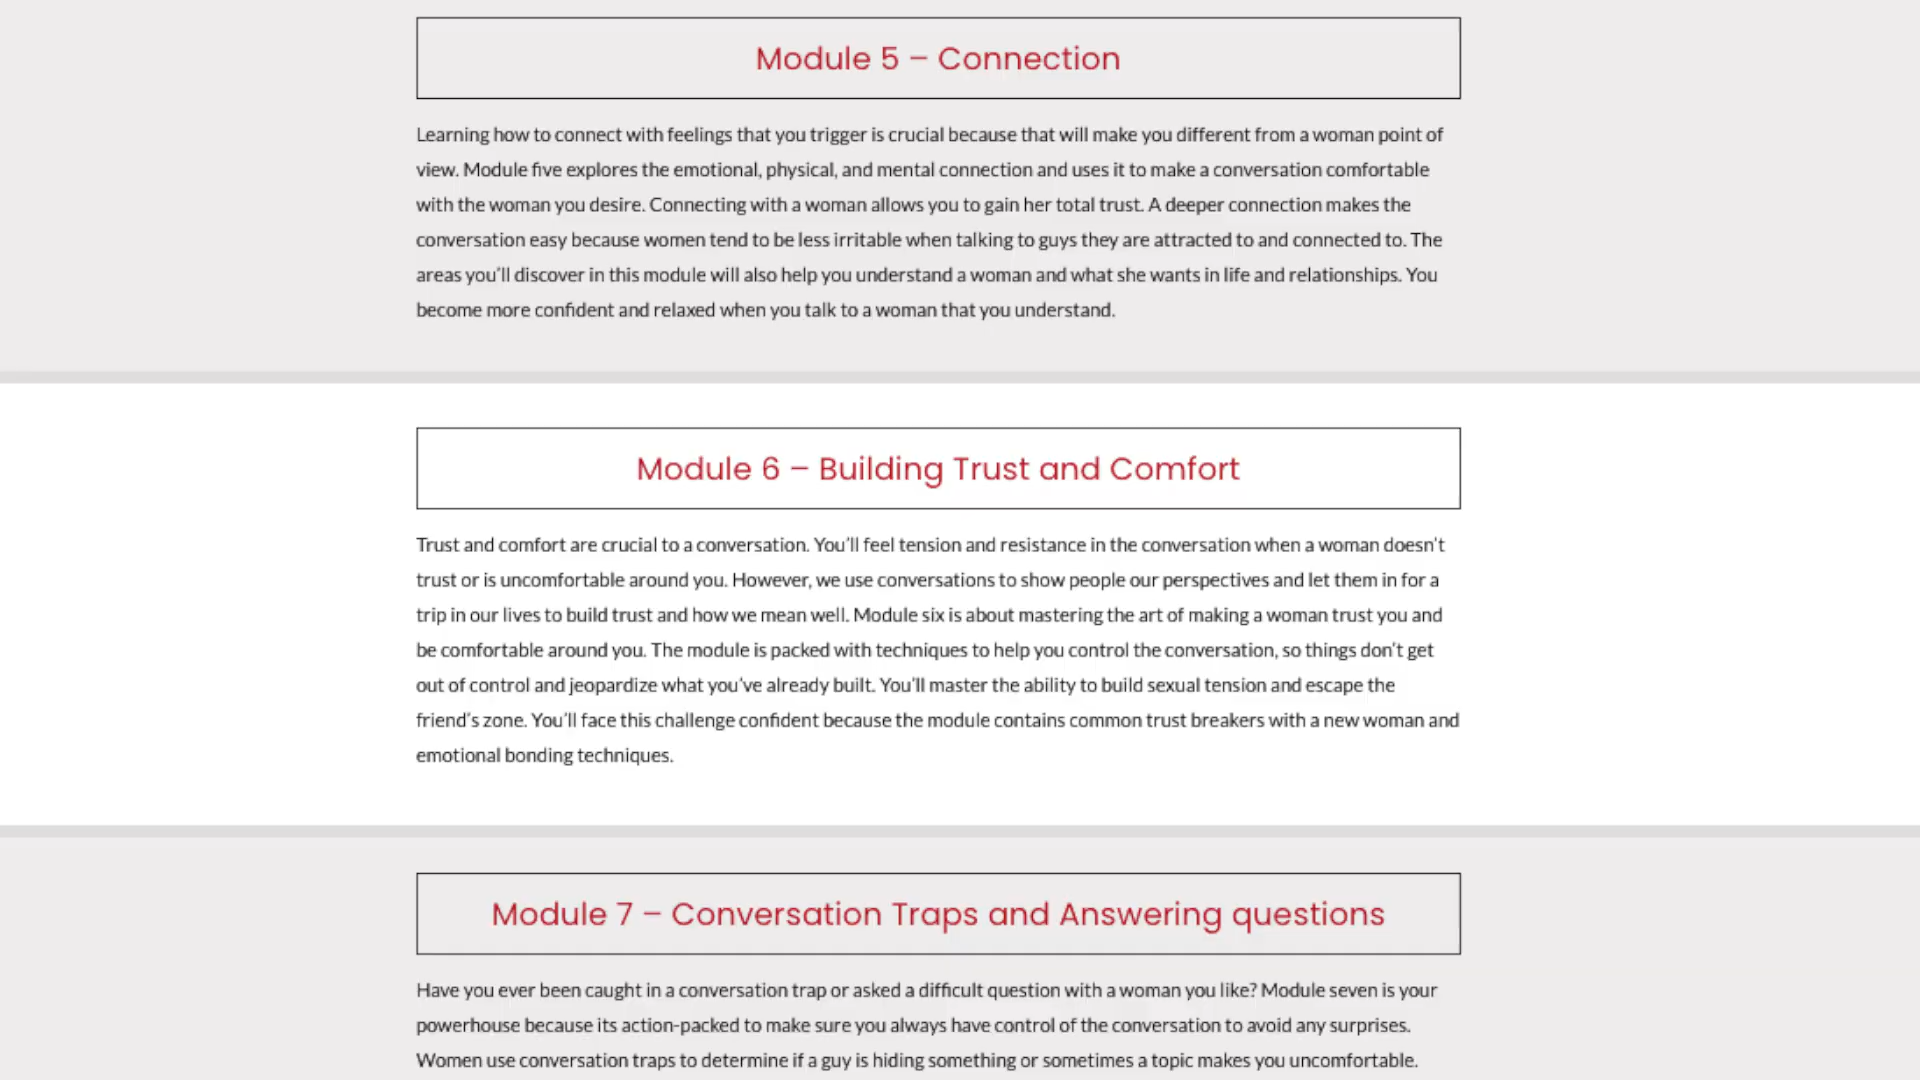 Module 5 – Connection
Learning how to connect with feelings that you trigger is crucial because that will make you different from a woman point of
view. Module five explores the emotional, physical, and mental connection and uses it to make a conversation comfortable
with the woman you desire. Connecting with a woman allows you to gain her total trust. A deeper connection makes the
conversation easy because women tend to be less irritable when talking to guys they are attracted to and connected to. The
areas you’ll discover in this module will also help you understand a woman and what she wants in life and relationships. You
become more confident and relaxed when you talk to a woman that you understand.
Module 6 – Building Trust and Comfort
Trust and comfort are crucial to a conversation. You’ll feel tension and resistance in the conversation when a woman doesn’t
trust or is uncomfortable around you. However, we use conversations to show people our perspectives and let them in for a
trip in our lives to build trust and how we mean well. Module six is about mastering the art of making a woman trust you and
be comfortable around you. The module is packed with techniques to help you control the conversation, so things don’t get
out of control and jeopardize what you’ve already built. You’ll master the ability to build sexual tension and escape the
friend’s zone. You’ll face this challenge confident because the module contains common trust breakers with a new woman and
emotional bonding techniques.
Module 7 – Conversation Traps and Answering questions
Have you ever been caught in a conversation trap or asked a difficult question with a woman you like? Module seven is your
powerhouse because its action-packed to make sure you always have control of the conversation to avoid any surprises.
Women use conversation traps to determine if a guy is hiding something or sometimes a topic makes you uncomfortable.